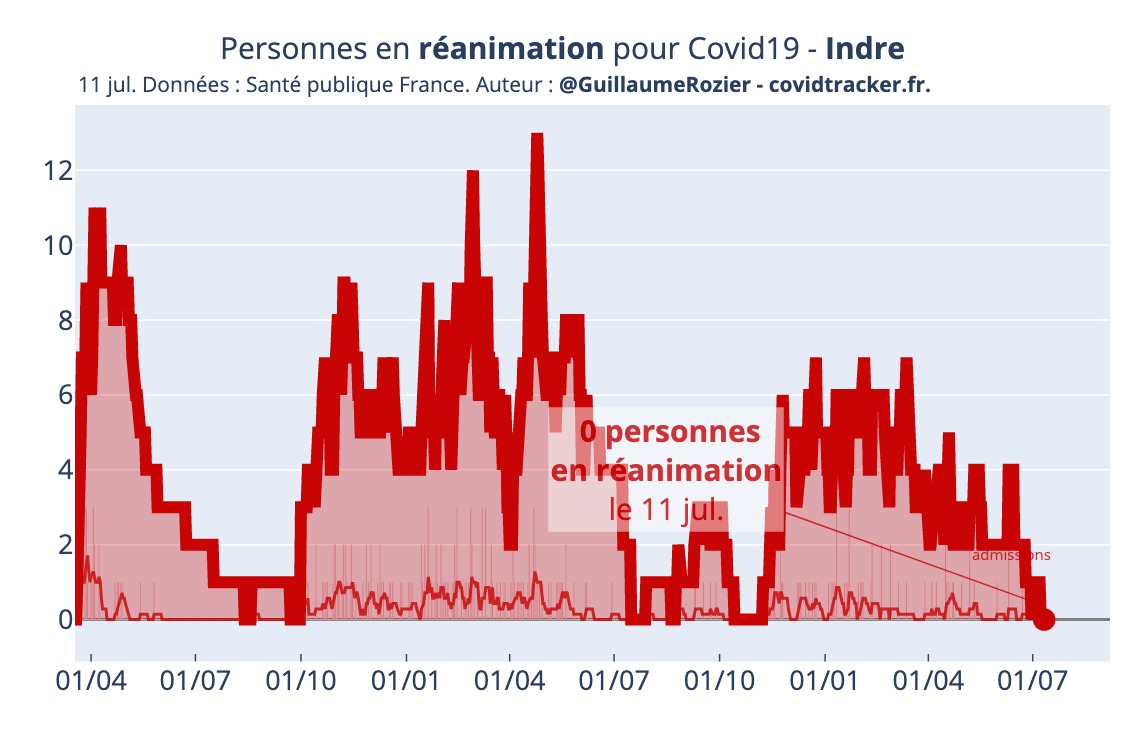 Personnes en réanimation pour Covid19 - Indre
11 jul. Données : Santé publique France. Auteur : @GuillaumeRozier - covidtracker.fr.
12
10
8
6
4
2
0
0 personnes
en réanimation
le 11 jul.
admissions
01/04 01/07 01/10 01/01 01/04 01/07 01/10 01/01 01/04 01/07